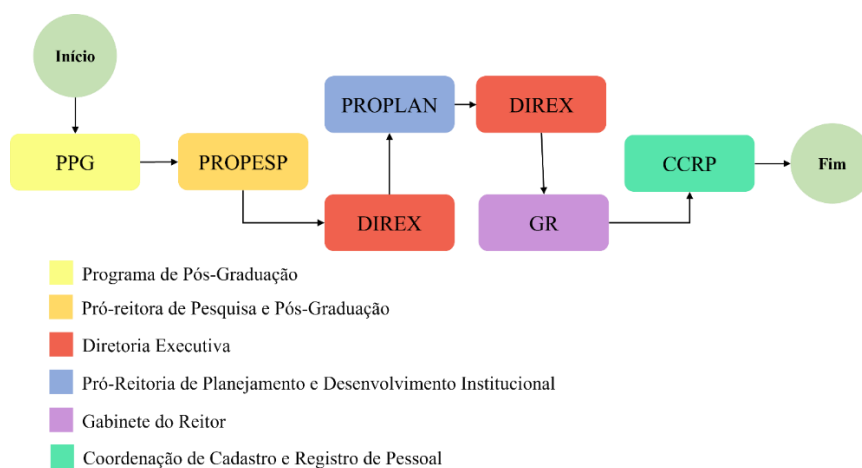 Início
PPG
PROPESP
DIREX
PROPLAN
DIREX
GR
CCRP
Fim
Programa de Pós-Graduação
Pró-reitora de Pesquisa e Pós-Graduação
Diretoria Executiva
Pró-Reitoria de Planejamento e Desenvolvimento Institucional
Gabinete do Reitor
Coordenação de Cadastro e Registro de Pessoal